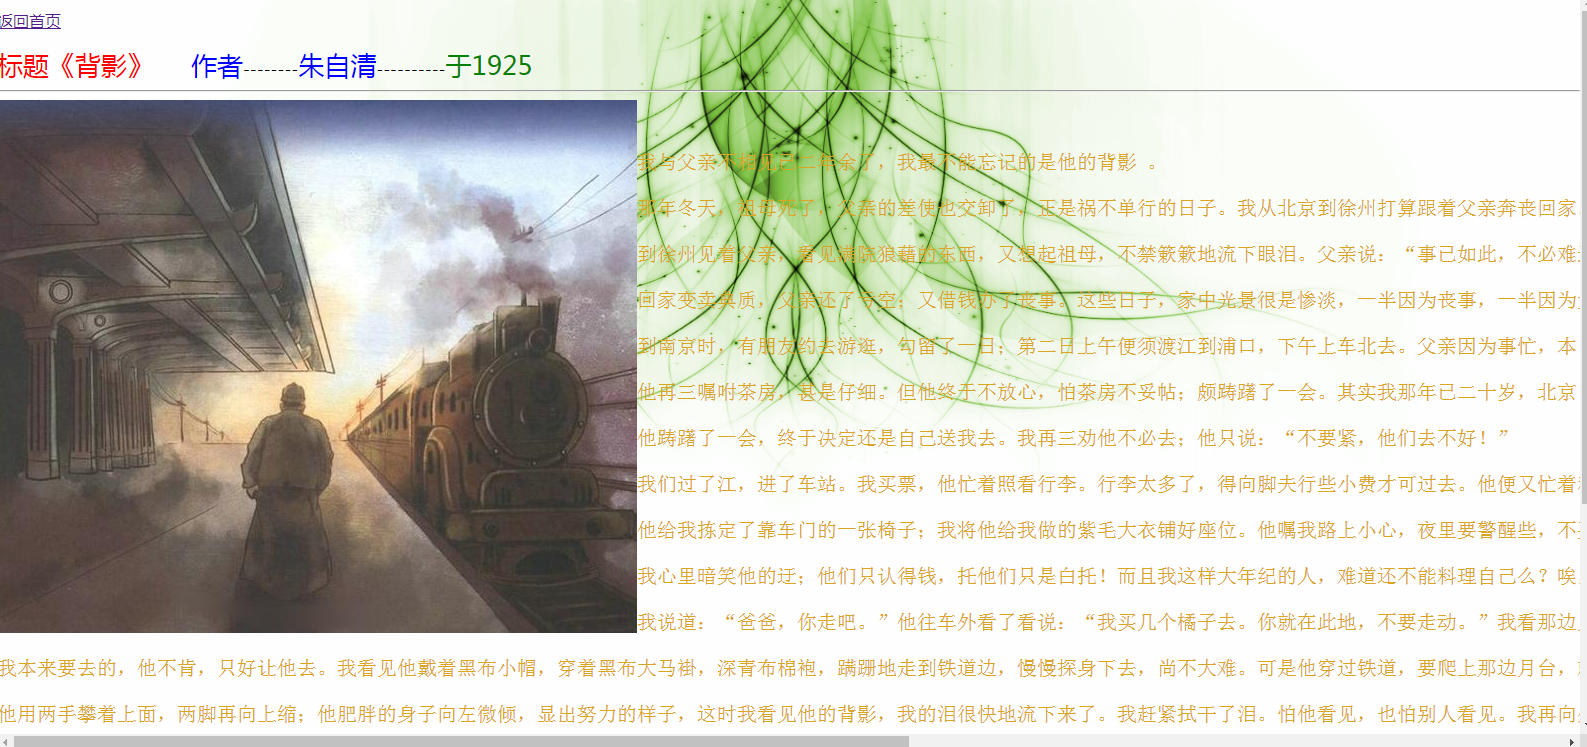 返回首页
标题《背影》 作者--------朱自清----------于1925
我与父亲不相见已二年余了，我最不能忘记的是他的背影 。
那年冬天，祖母死了，父亲的差使也交卸了，正是祸不单行的日子。我从北京到徐州打算跟着父亲奔丧回家
到徐州见着父亲，看见满院狼藉的东西，又想起祖母，不禁簌簌地流下眼泪。父亲说：“事已如此，不必难
回家变卖典质，父亲还了亏空；又借钱办了丧事。这些日子，家中光景很是惨淡，一半因为丧事，一半因为
到南京时，有朋友约去游逛，勾留了一日；第二日上午便须渡江到浦口，下午上车北去。父亲因为事忙，本
他再三嘱咐茶房，甚是仔细。但他终于不放心，怕茶房不妥帖；颇踌躇了一会。其实我那年已二十岁，北京
他踌躇了一会，终于决定还是自己送我去。我再三劝他不必去；他只说：“不要紧，他们去不好！”
我们过了江，进了车站。我买票，他忙着照看行李。行李太多了，得向脚夫行些小费才可过去。他便又忙着
他给我拣定了靠车门的一张椅子；我将他给我做的紫毛大衣铺好座位。他嘱我路上小心，夜里要警醒些，不
我心里暗笑他的迂；他们只认得钱，托他们只是白托！而且我这样大年纪的人，难道还不能料理自己么？唉
我说道：“爸爸，你走吧。”他往车外看了看说：“我买几个橘子去。你就在此地，不要走动。”我看那边
我本来要去的，他不肯，只好让他去。我看见他戴着黑布小帽，穿着黑布大马褂，深青布棉袍，蹒跚地走到铁道边，慢慢探身下去，尚不大难。可是他穿过铁道，要爬上那边月台，
他用两手攀着上面，两脚再向上缩；他肥胖的身子向左微倾，显出努力的样子，这时我看见他的背影，我的泪很快地流下来了。我赶紧拭干了泪。怕他看见，也怕别人看见。我再向